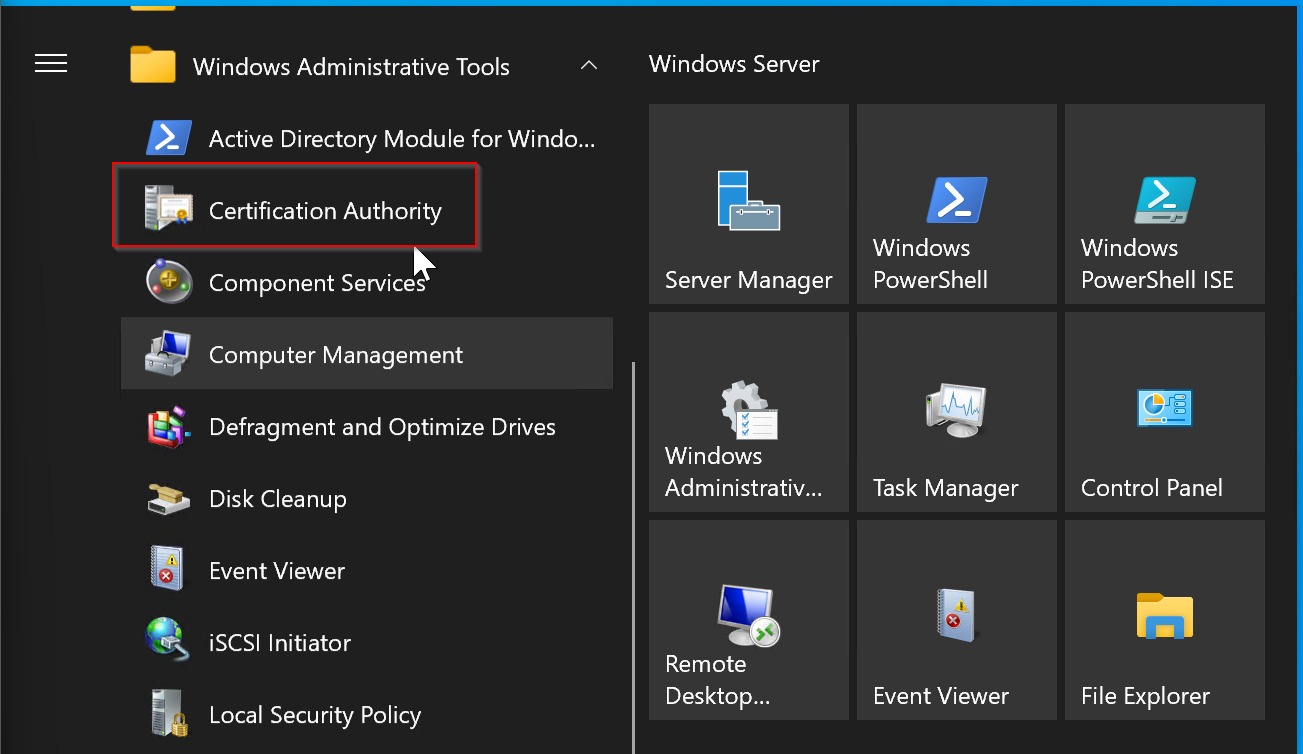 Windows Administrative Tools
Active Directory Module for Windo...
Certification Authority
Component Services
Computer Management
Defragment and Optimize Drives
Disk Cleanup
Event Viewer
iSCSI Initiator
Local Security Policy
Windows Server
Server Manager
Windows
PowerShell
Windows
PowerShell ISE
Windows
Administrativ...
Task Manager
Control Panel
Remote
Desktop...
Event Viewer
File Explorer